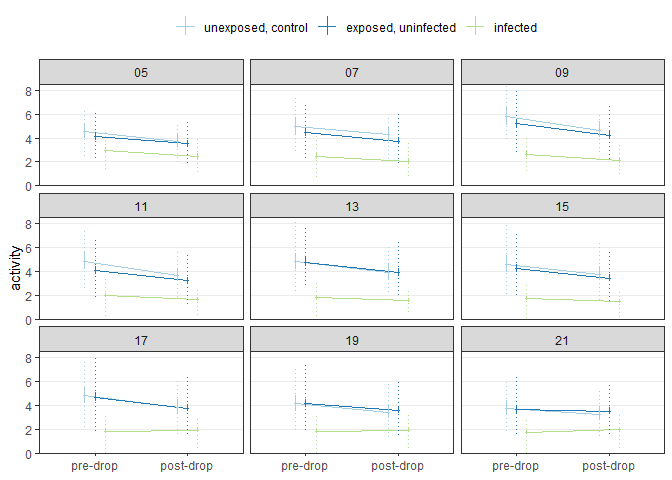 unexposed, control exposed, uninfected infected
05 07 09
8
6
4
2
0
11 13 15
8
6
4
2
0
activity
17 19 21
8
6
4
2
0
pre-drop post-drop pre-drop post-drop pre-drop post-drop